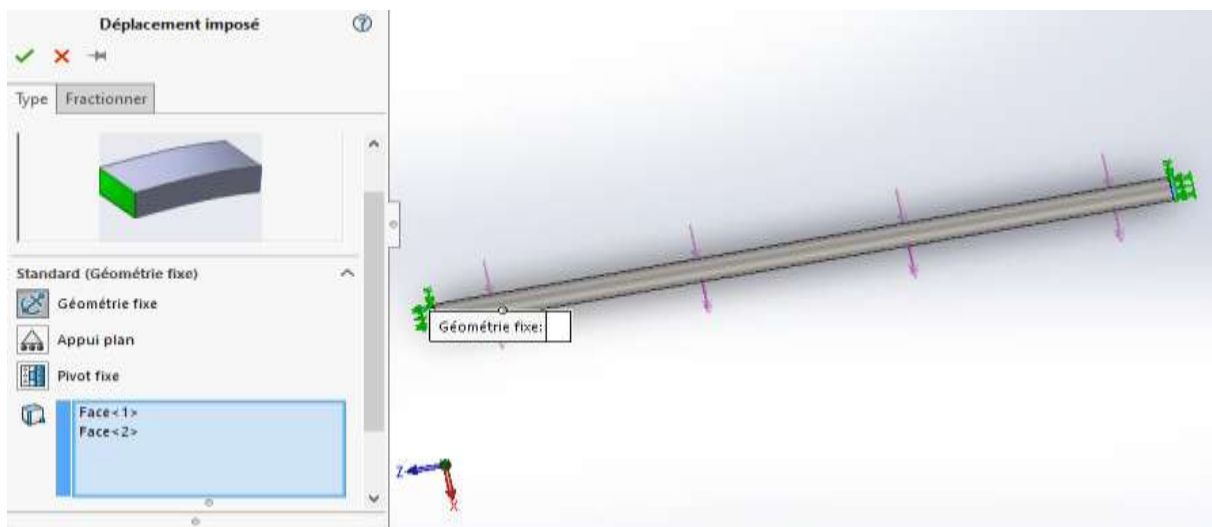 Déplacement imposé
Type
Fractionner
Standard (Géométrie fixe)
Géométrie fixe
Appui plan
Pivot fixe
Face<1>
Face<2>
Géométrie fixe:
Z
X